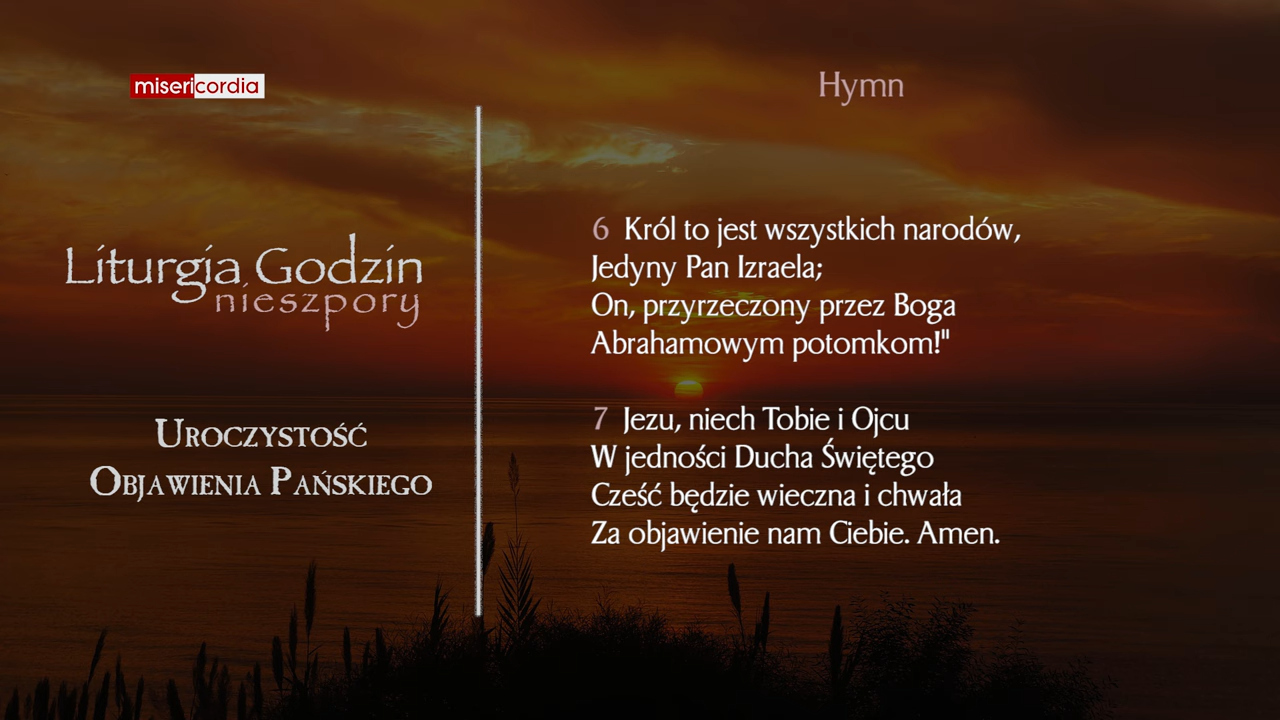 misericordia
Liturgia Godzin
nieszpory
Uroczystość
Objawienia Pańskiego
Hymn
6 Król to jest wszystkich narodów,
Jedyny Pan Izraela;
On, przyrzeczony przez Boga
Abrahamowym potomkom!"
7 Jezu, niech Tobie i Ojcu
W jedności Ducha Świętego
Cześć będzie wieczna i chwała
Za objawienie nam Ciebie. Amen.